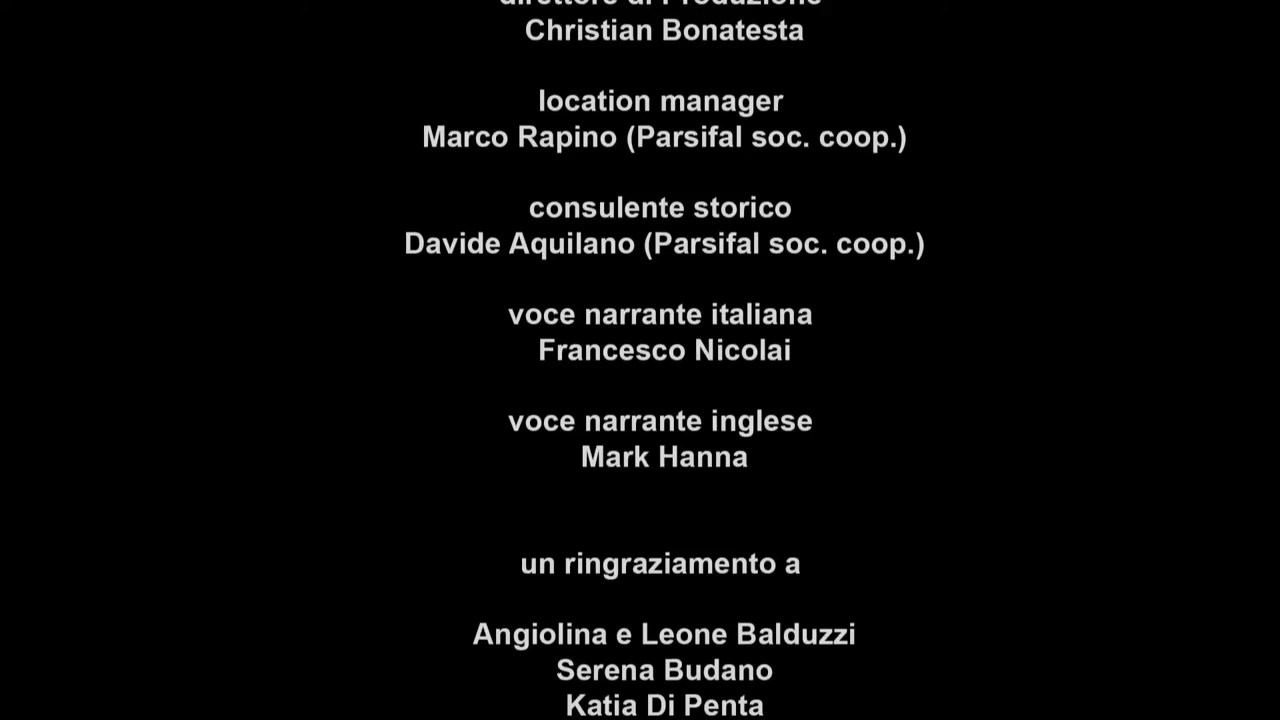 direttore di Produzione
Christian Bonatesta
location manager
Marco Rapino (Parsifal soc. coop.)
consulente storico
Davide Aquilano (Parsifal soc. coop.)
voce narrante italiana
Francesco Nicolai
voce narrante inglese
Mark Hanna
un ringraziamento a
Angiolina e Leone Balduzzi
Serena Budano
Katia Di Penta